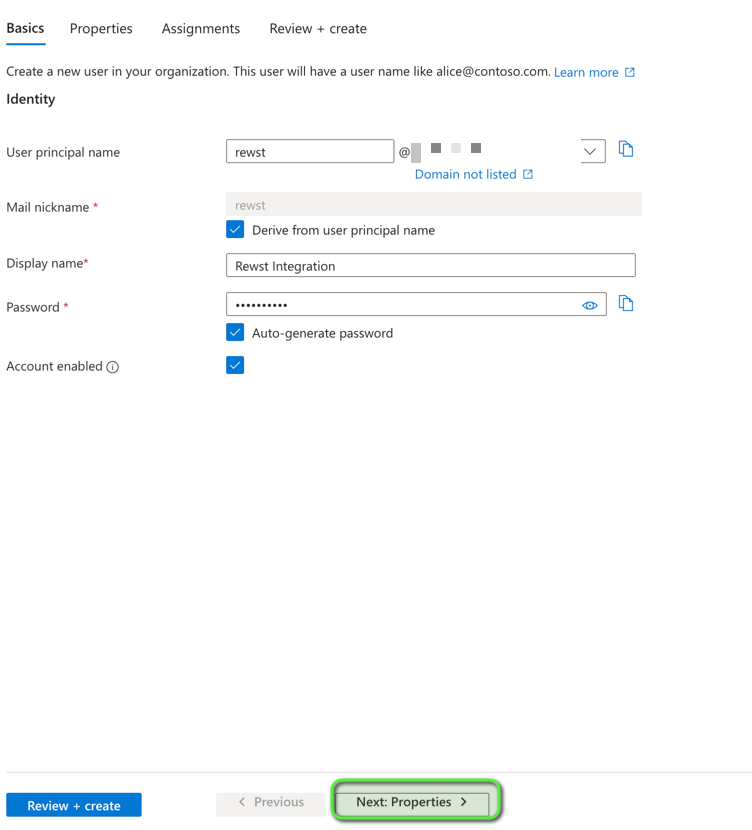 Basics Properties Assignments Review + create
Create a new user in your organization. This user will have a user name like alice@contoso.com. Learn more
Identity
User principal name rewst @
Domain not listed
Mail nickname * rewst
Derive from user principal name
Display name* Rewst Integration
Password * ••••••••••
Auto-generate password
Account enabled
Review + create < Previous Next: Properties >